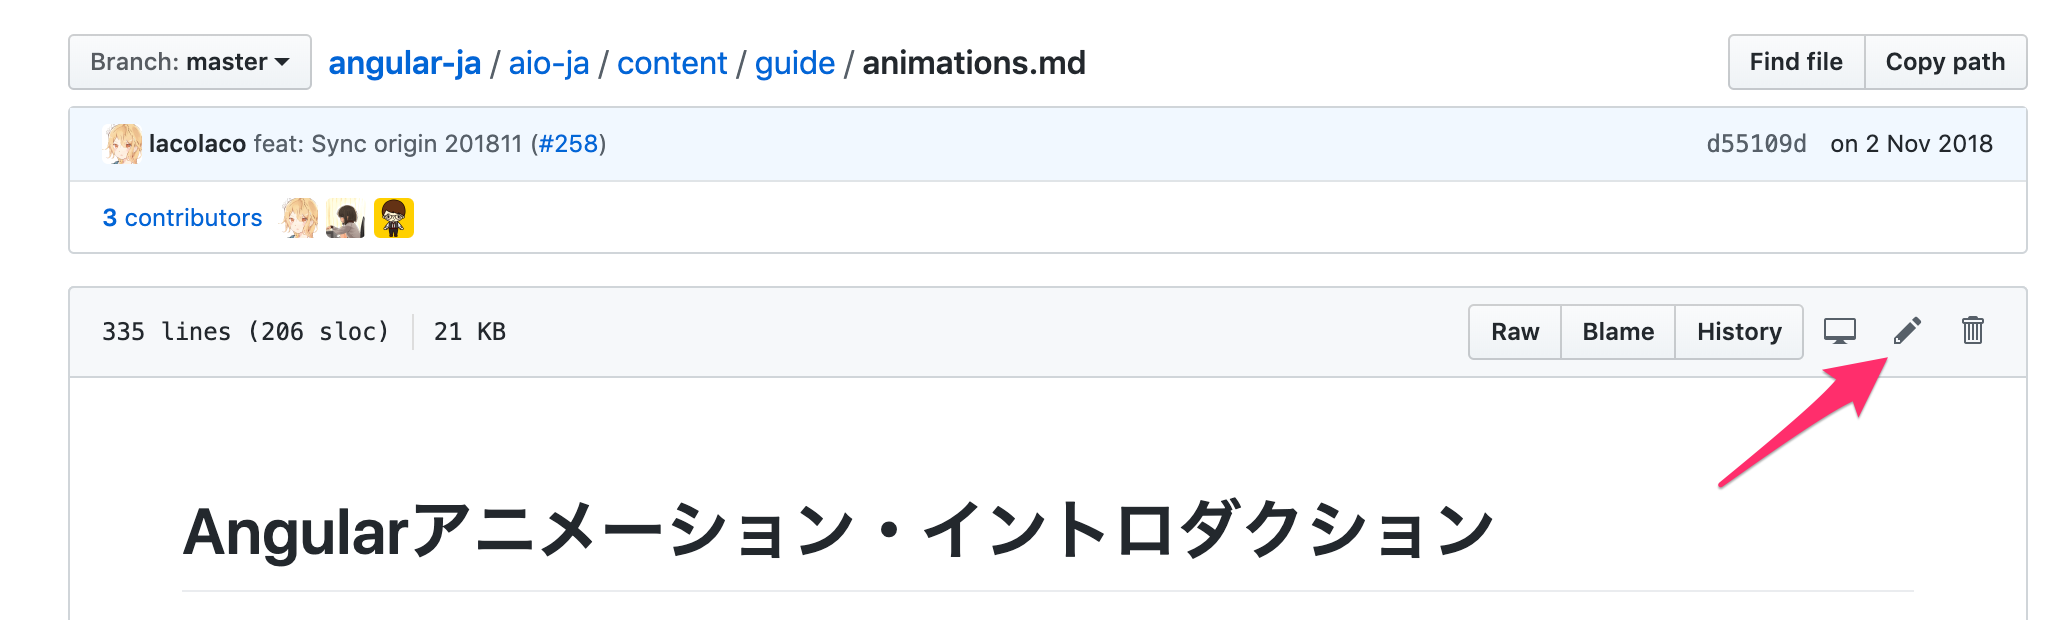 Branch: master angular-ja / aio-ja / content / guide / animations.md Find file Copy path
lacolaco feat: Sync origin 201811 (#258) d55109d on 2 Nov 2018
3 contributors
335 lines (206 sloc) 21 KB Raw Blame History
Angularアニメーション・イントロダクション